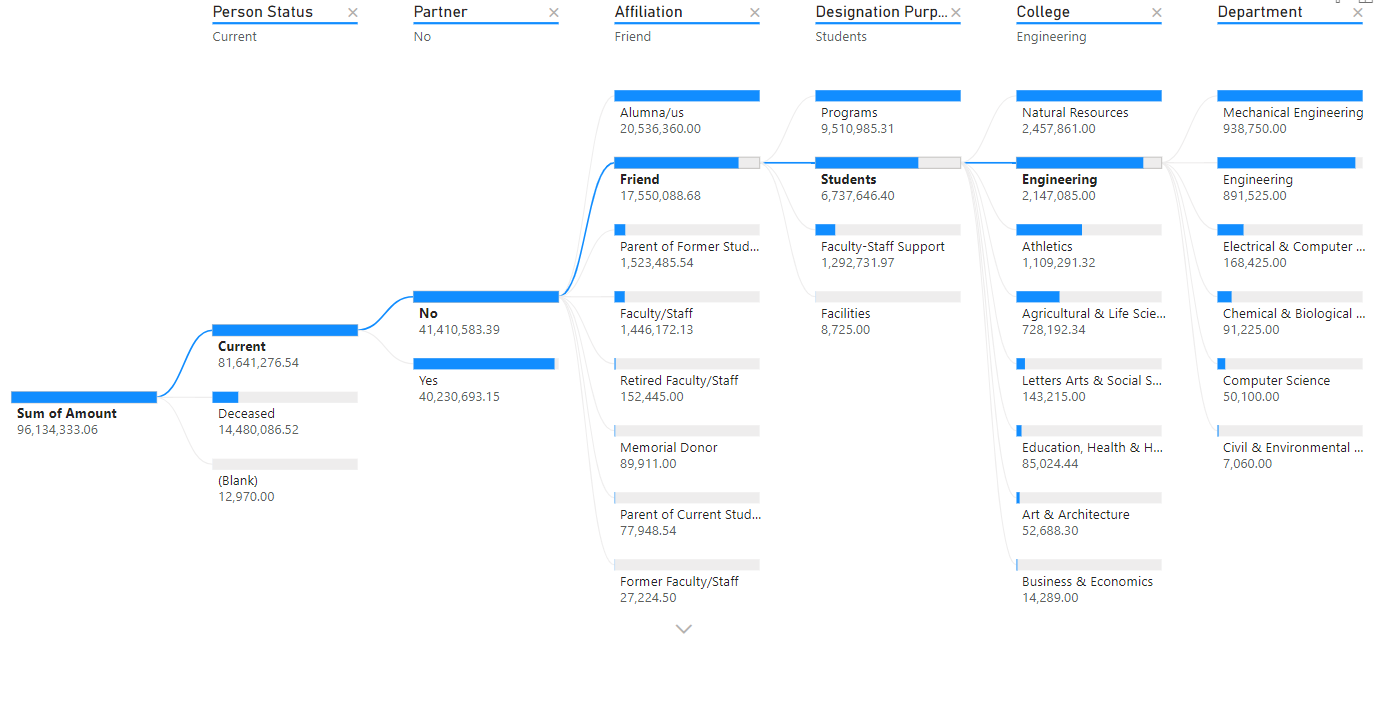 Person Status
Current
Partner
No
Affiliation
Friend
Designation Purp...
Students
College
Engineering
Department
Sum of Amount
96,134,333.06
Current
81,641,276.54
Deceased
14,480,086.52
(Blank)
12,970.00
No
41,410,583.39
Yes
40,230,693.15
Alumna/us
20,536,360.00
Friend
17,550,088.68
Parent of Former Stud...
1,523,485.54
Faculty/Staff
1,446,172.13
Retired Faculty/Staff
152,445.00
Memorial Donor
89,911.00
Parent of Current Stud...
77,948.54
Former Faculty/Staff
27,224.50
Programs
9,510,985.31
Students
6,737,646.40
Faculty-Staff Support
1,292,731.97
Facilities
8,725.00
Natural Resources
2,457,861.00
Engineering
2,147,085.00
Athletics
1,109,291.32
Agricultural & Life Scie...
728,192.34
Letters Arts & Social S...
143,215.00
Education, Health & H...
85,024.44
Art & Architecture
52,688.30
Business & Economics
14,289.00
Mechanical Engineering
938,750.00
Engineering
891,525.00
Electrical & Computer ...
168,425.00
Chemical & Biological ...
91,225.00
Computer Science
50,100.00
Civil & Environmental ...
7,060.00